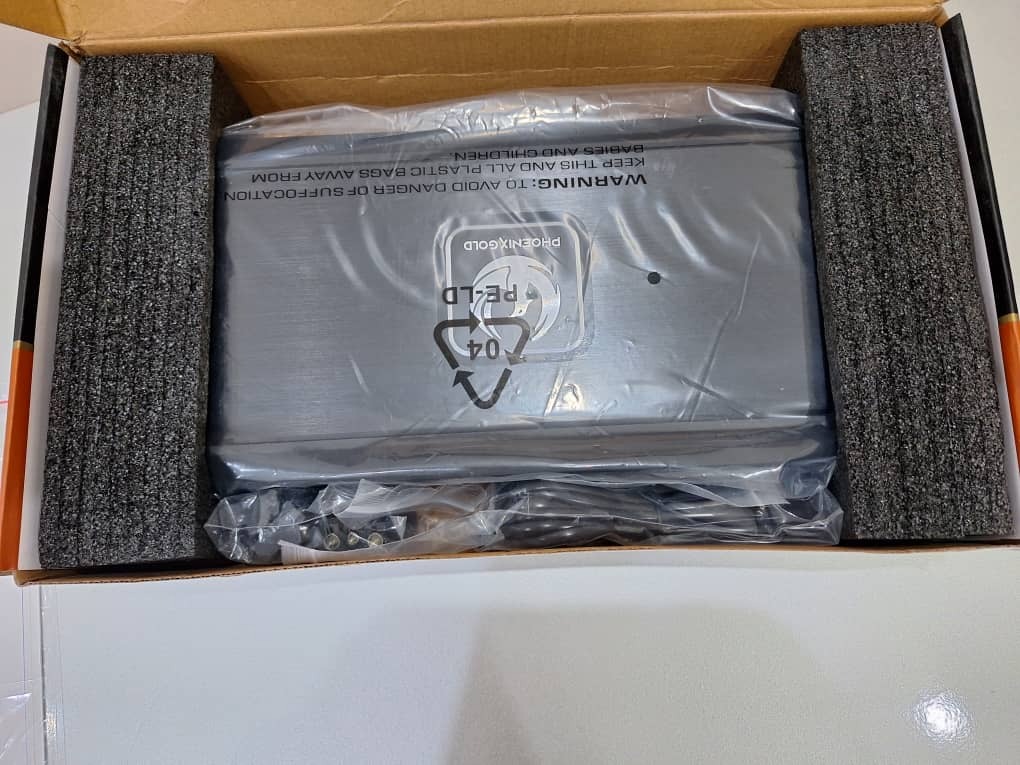 WARNING: TO AVOID DANGER OF SUFFOCATION
KEEP THIS AND ALL PLASTIC BAGS AWAY FROM
BABIES AND CHILDREN.
PHOENIX GOLD
04
PE-LD